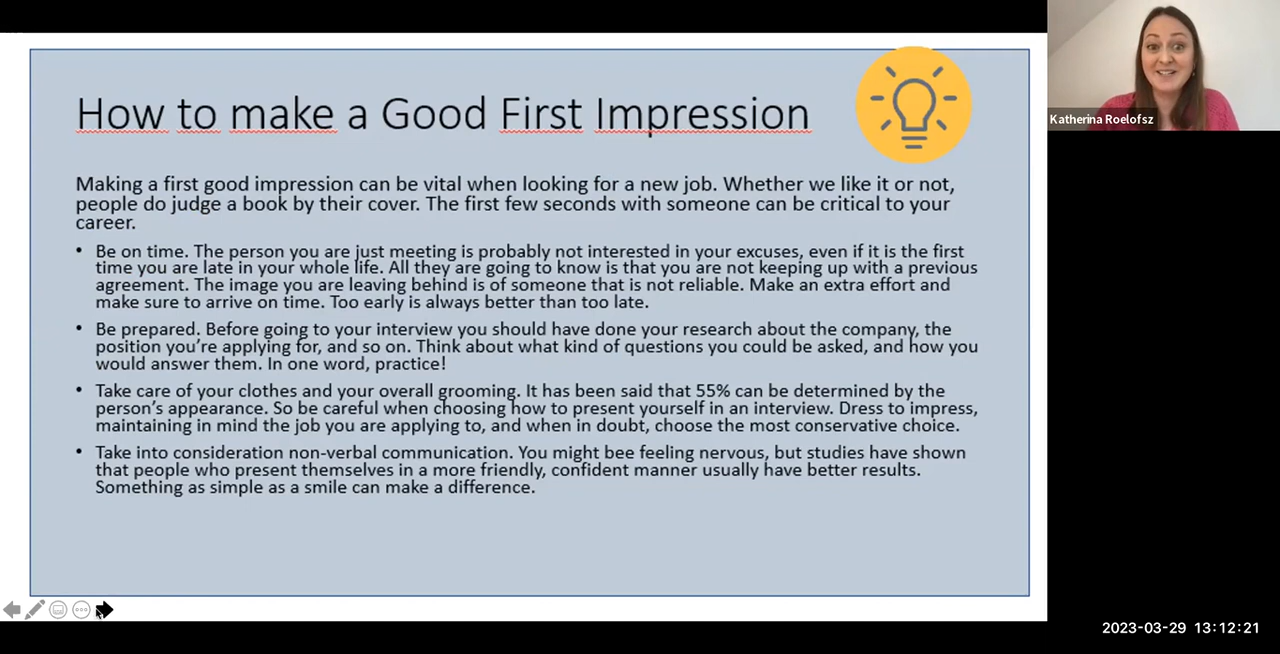 How to make a Good First Impression
Making a first good impression can be vital when looking for a new job. Whether we like it or not,
people do judge a book by their cover. The first few seconds with someone can be critical to your
career.
• Be on time. The person you are just meeting is probably not interested in your excuses, even if it is the first
time you are late in your whole life. All they are going to know is that you are not keeping up with a previous
agreement. The image you are leaving behind is of someone that is not reliable. Make an extra effort and
make sure to arrive on time. Too early is always better than too late.
• Be prepared. Before going to your interview you should have done your research about the company, the
position you’re applying for, and so on. Think about what kind of questions you could be asked, and how you
would answer them. In one word, practice!
• Take care of your clothes and your overall grooming. It has been said that 55% can be determined by the
person’s appearance. So be careful when choosing how to present yourself in an interview. Dress to impress,
maintaining in mind the job you are applying to, and when in doubt, choose the most conservative choice.
• Take into consideration non-verbal communication. You might bee feeling nervous, but studies have shown
that people who present themselves in a more friendly, confident manner usually have better results.
Something as simple as a smile can make a difference.
Katherina Roelofsz
2023-03-29 13:12:21